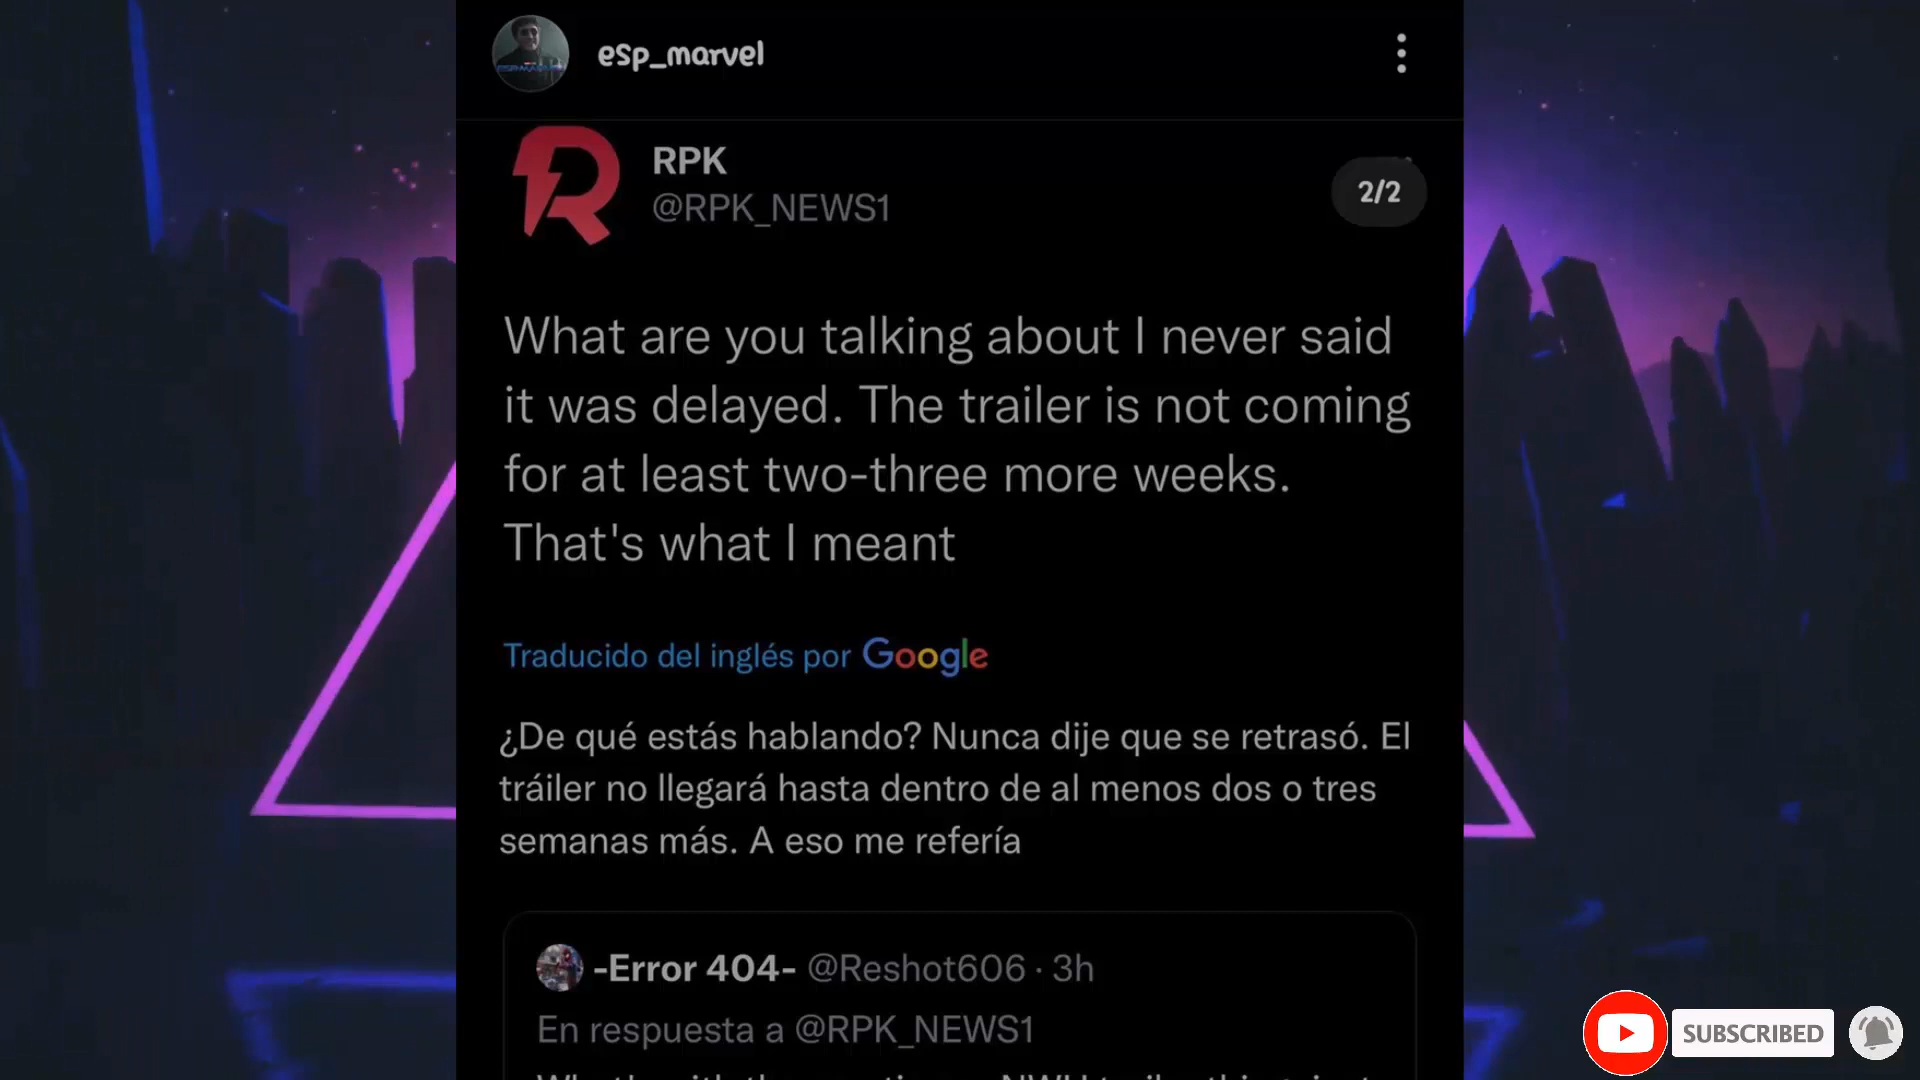 esp_marvel
RPK
@RPK_NEWS1
2/2
What are you talking about I never said
it was delayed. The trailer is not coming
for at least two-three more weeks.
That's what I meant
Traducido del inglés por Google
¿De qué estás hablando? Nunca dije que se retrasó. El
tráiler no llegará hasta dentro de al menos dos o tres
semanas más. A eso me refería
-Error 404- @Reshot606 · 3h
En respuesta a @RPK_NEWS1
SUBSCRIBED